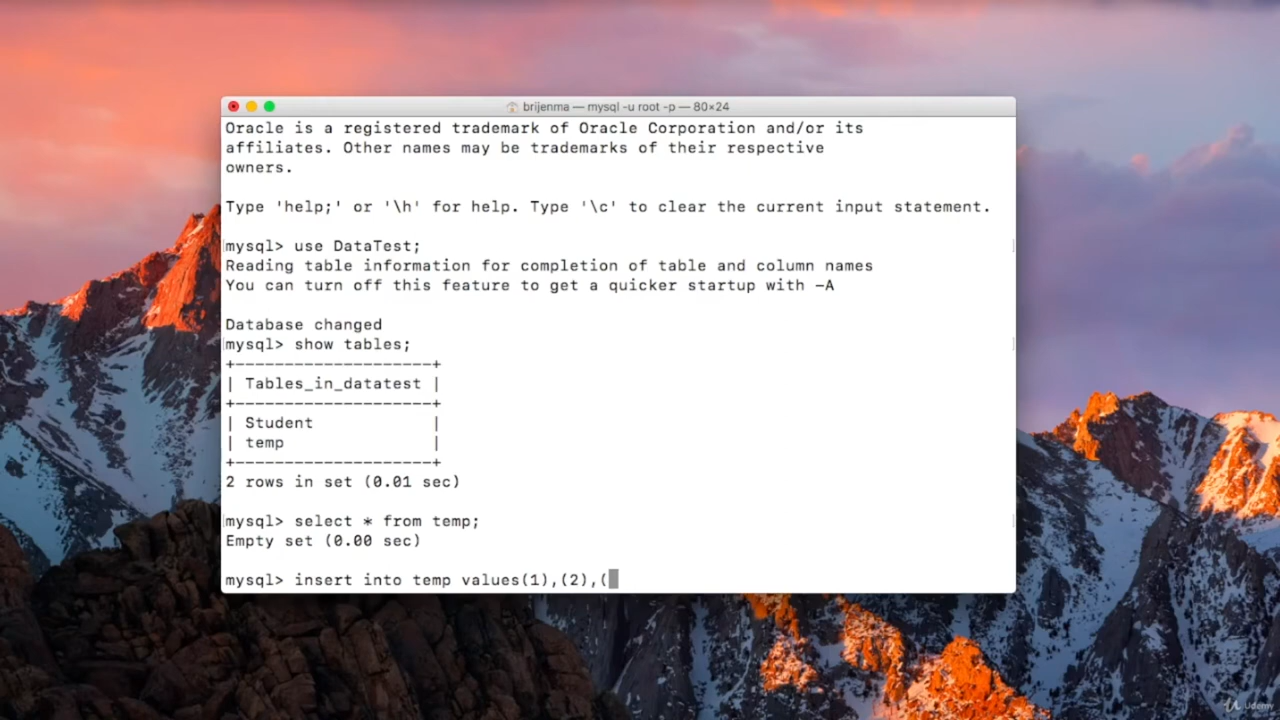 brijenma — mysql -u root -p — 80×24
Oracle is a registered trademark of Oracle Corporation and/or its
affiliates. Other names may be trademarks of their respective
owners.
Type 'help;' or '\h' for help. Type '\c' to clear the current input statement.
mysql> use DataTest;
Reading table information for completion of table and column names
You can turn off this feature to get a quicker startup with -A
Database changed
mysql> show tables;
+--------------------+
| Tables_in_datatest |
+--------------------+
| Student            |
| temp               |
+--------------------+
2 rows in set (0.01 sec)
mysql> select * from temp;
Empty set (0.00 sec)
mysql> insert into temp values(1),(2),(
Udemy